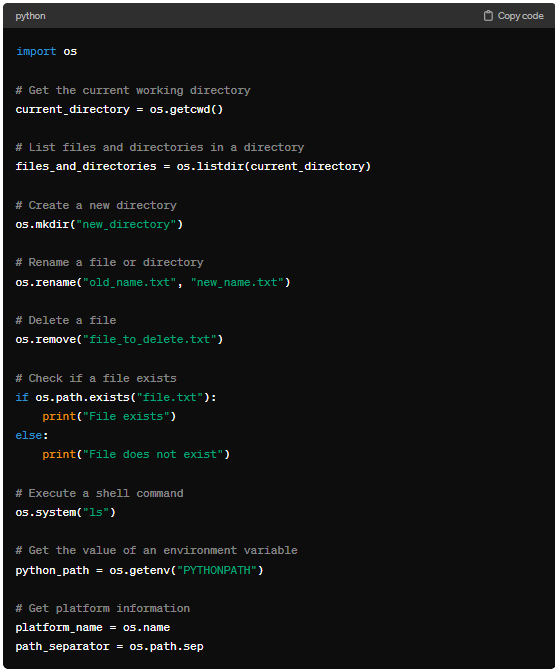 python
Copy code
import os
# Get the current working directory
current_directory = os.getcwd()
# List files and directories in a directory
files_and_directories = os.listdir(current_directory)
# Create a new directory
os.mkdir("new_directory")
# Rename a file or directory
os.rename("old_name.txt", "new_name.txt")
# Delete a file
os.remove("file_to_delete.txt")
# Check if a file exists
if os.path.exists("file.txt"):
    print("File exists")
else:
    print("File does not exist")
# Execute a shell command
os.system("ls")
# Get the value of an environment variable
python_path = os.getenv("PYTHONPATH")
# Get platform information
platform_name = os.name
path_separator = os.path.sep